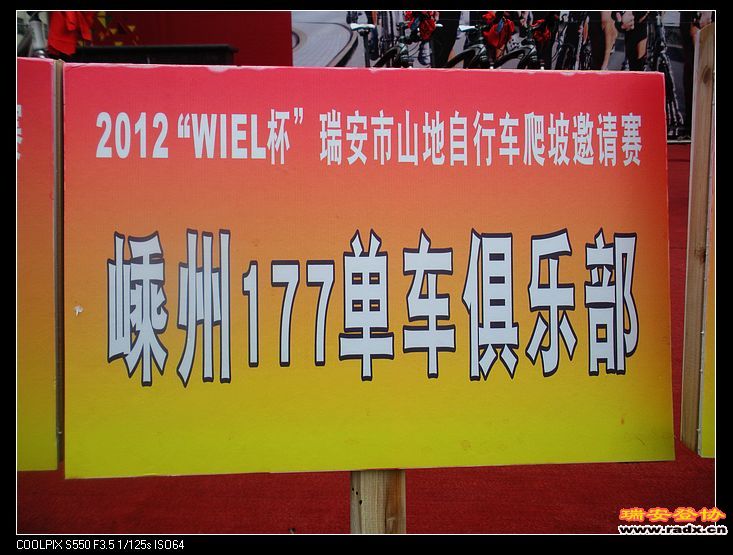 2012“WIEL杯”瑞安市山地自行车爬坡邀请赛
嵊州177单车俱乐部
瑞安登协
www.radx.cn
COOLPIX S550 F3.5 1/125s ISO64